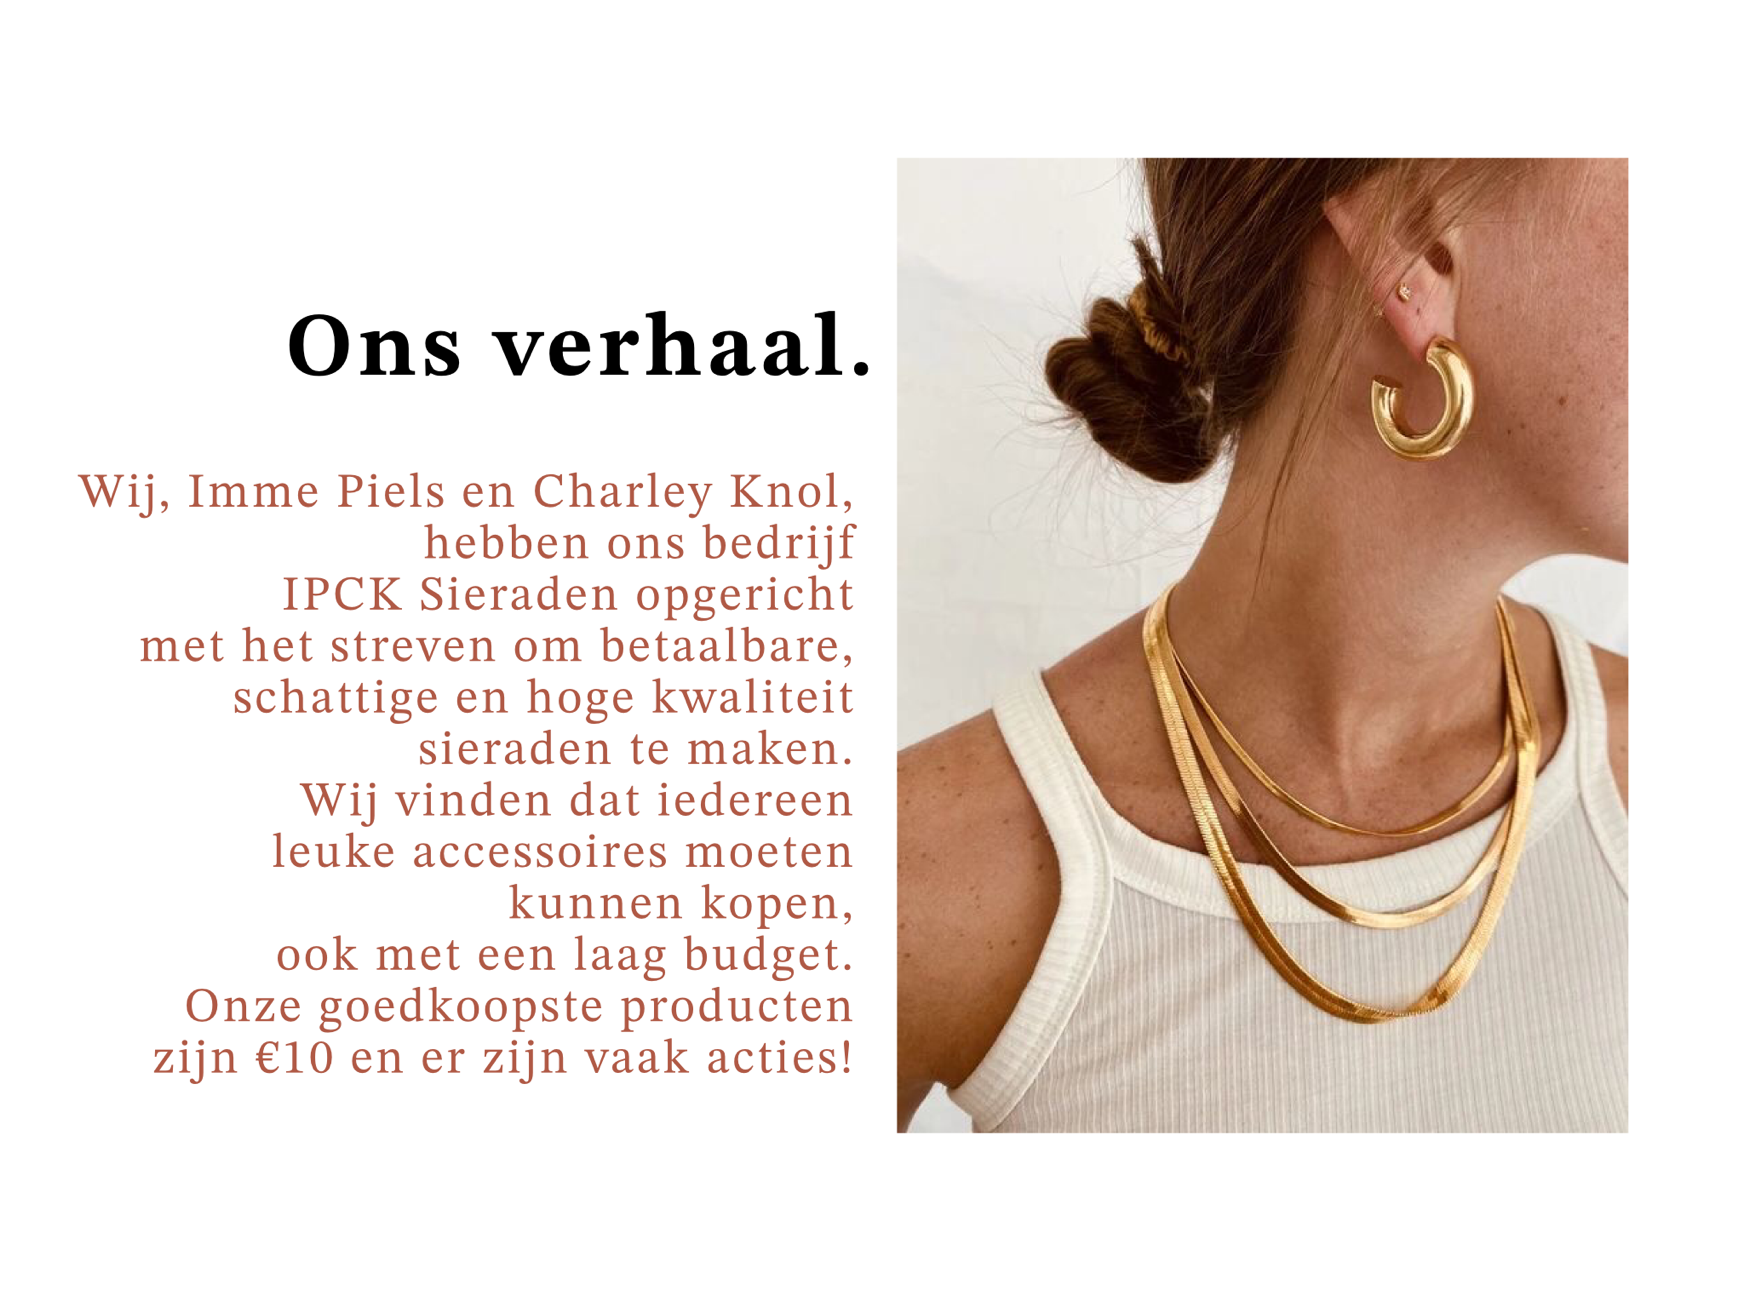 Ons verhaal.
Wij, Imme Piels en Charley Knol,
hebben ons bedrijf
IPCK Sieraden opgericht
met het streven om betaalbare,
schattige en hoge kwaliteit
sieraden te maken.
Wij vinden dat iedereen
leuke accessoires moeten
kunnen kopen,
ook met een laag budget.
Onze goedkoopste producten
zijn €10 en er zijn vaak acties!